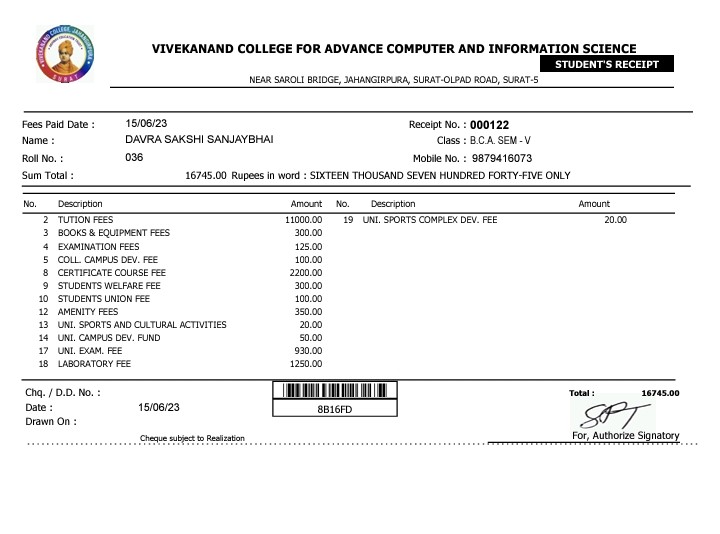 VIVEKANAND COLLEGE FOR ADVANCE COMPUTER AND INFORMATION SCIENCE
STUDENT'S RECEIPT
NEAR SAROLI BRIDGE, JAHANGIRPURA, SURAT-OLPAD ROAD, SURAT-5
VIVEKANAND COLLEGE, JAHANGIRPURA
SURAT
Fees Paid Date : 15/06/23 Receipt No. : 000122
Name : DAVRA SAKSHI SANJAYBHAI Class : B.C.A. SEM - V
Roll No. : 036 Mobile No. : 9879416073
Sum Total : 16745.00 Rupees in word : SIXTEEN THOUSAND SEVEN HUNDRED FORTY-FIVE ONLY
No. Description Amount No. Description Amount
2 TUTION FEES 11000.00 19 UNI. SPORTS COMPLEX DEV. FEE 20.00
3 BOOKS & EQUIPMENT FEES 300.00
4 EXAMINATION FEES 125.00
5 COLL. CAMPUS DEV. FEE 100.00
8 CERTIFICATE COURSE FEE 2200.00
9 STUDENTS WELFARE FEE 300.00
10 STUDENTS UNION FEE 100.00
12 AMENITY FEES 350.00
13 UNI. SPORTS AND CULTURAL ACTIVITIES 20.00
14 UNI. CAMPUS DEV. FUND 50.00
17 UNI. EXAM. FEE 930.00
18 LABORATORY FEE 1250.00
Chq. / D.D. No. : Total : 16745.00
Date : 15/06/23 8B16FD
Drawn On :
For, Authorize Signatory
Cheque subject to Realization